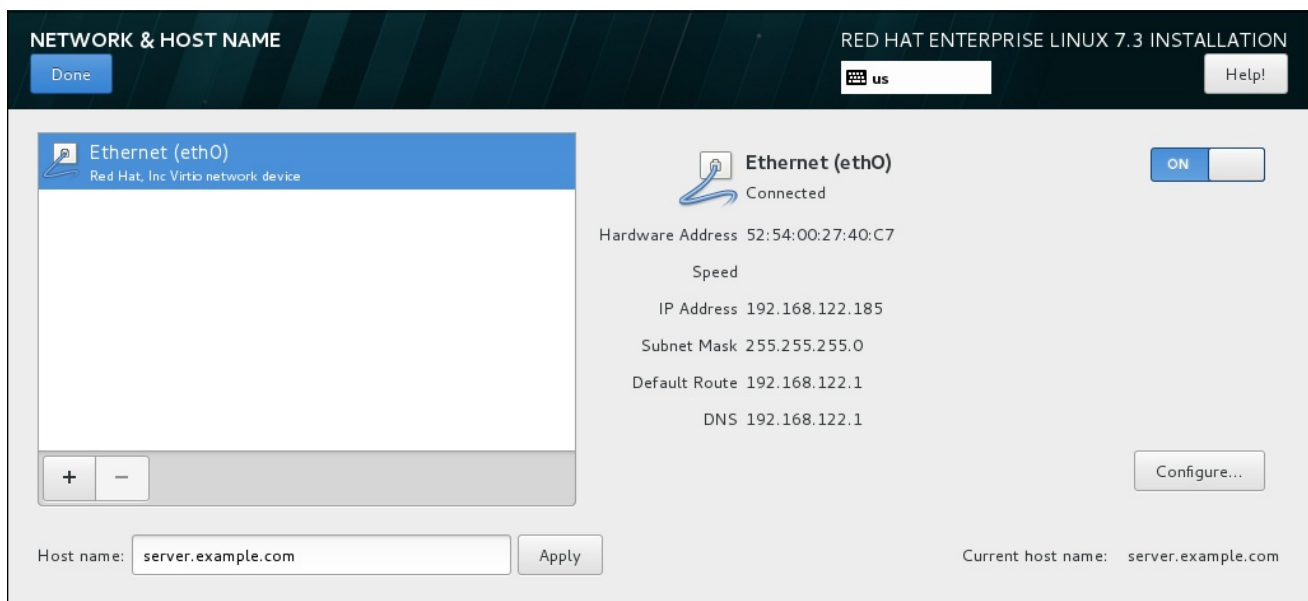 NETWORK & HOST NAME
RED HAT ENTERPRISE LINUX 7.3 INSTALLATION
Done
us
Help!
Ethernet (eth0)
Red Hat, Inc Virtio network device
Ethernet (eth0)
Connected
ON
Hardware Address 52:54:00:27:40:C7
Speed
IP Address 192.168.122.185
Subnet Mask 255.255.255.0
Default Route 192.168.122.1
DNS 192.168.122.1
+ −
Configure...
Host name: server.example.com Apply
Current host name: server.example.com